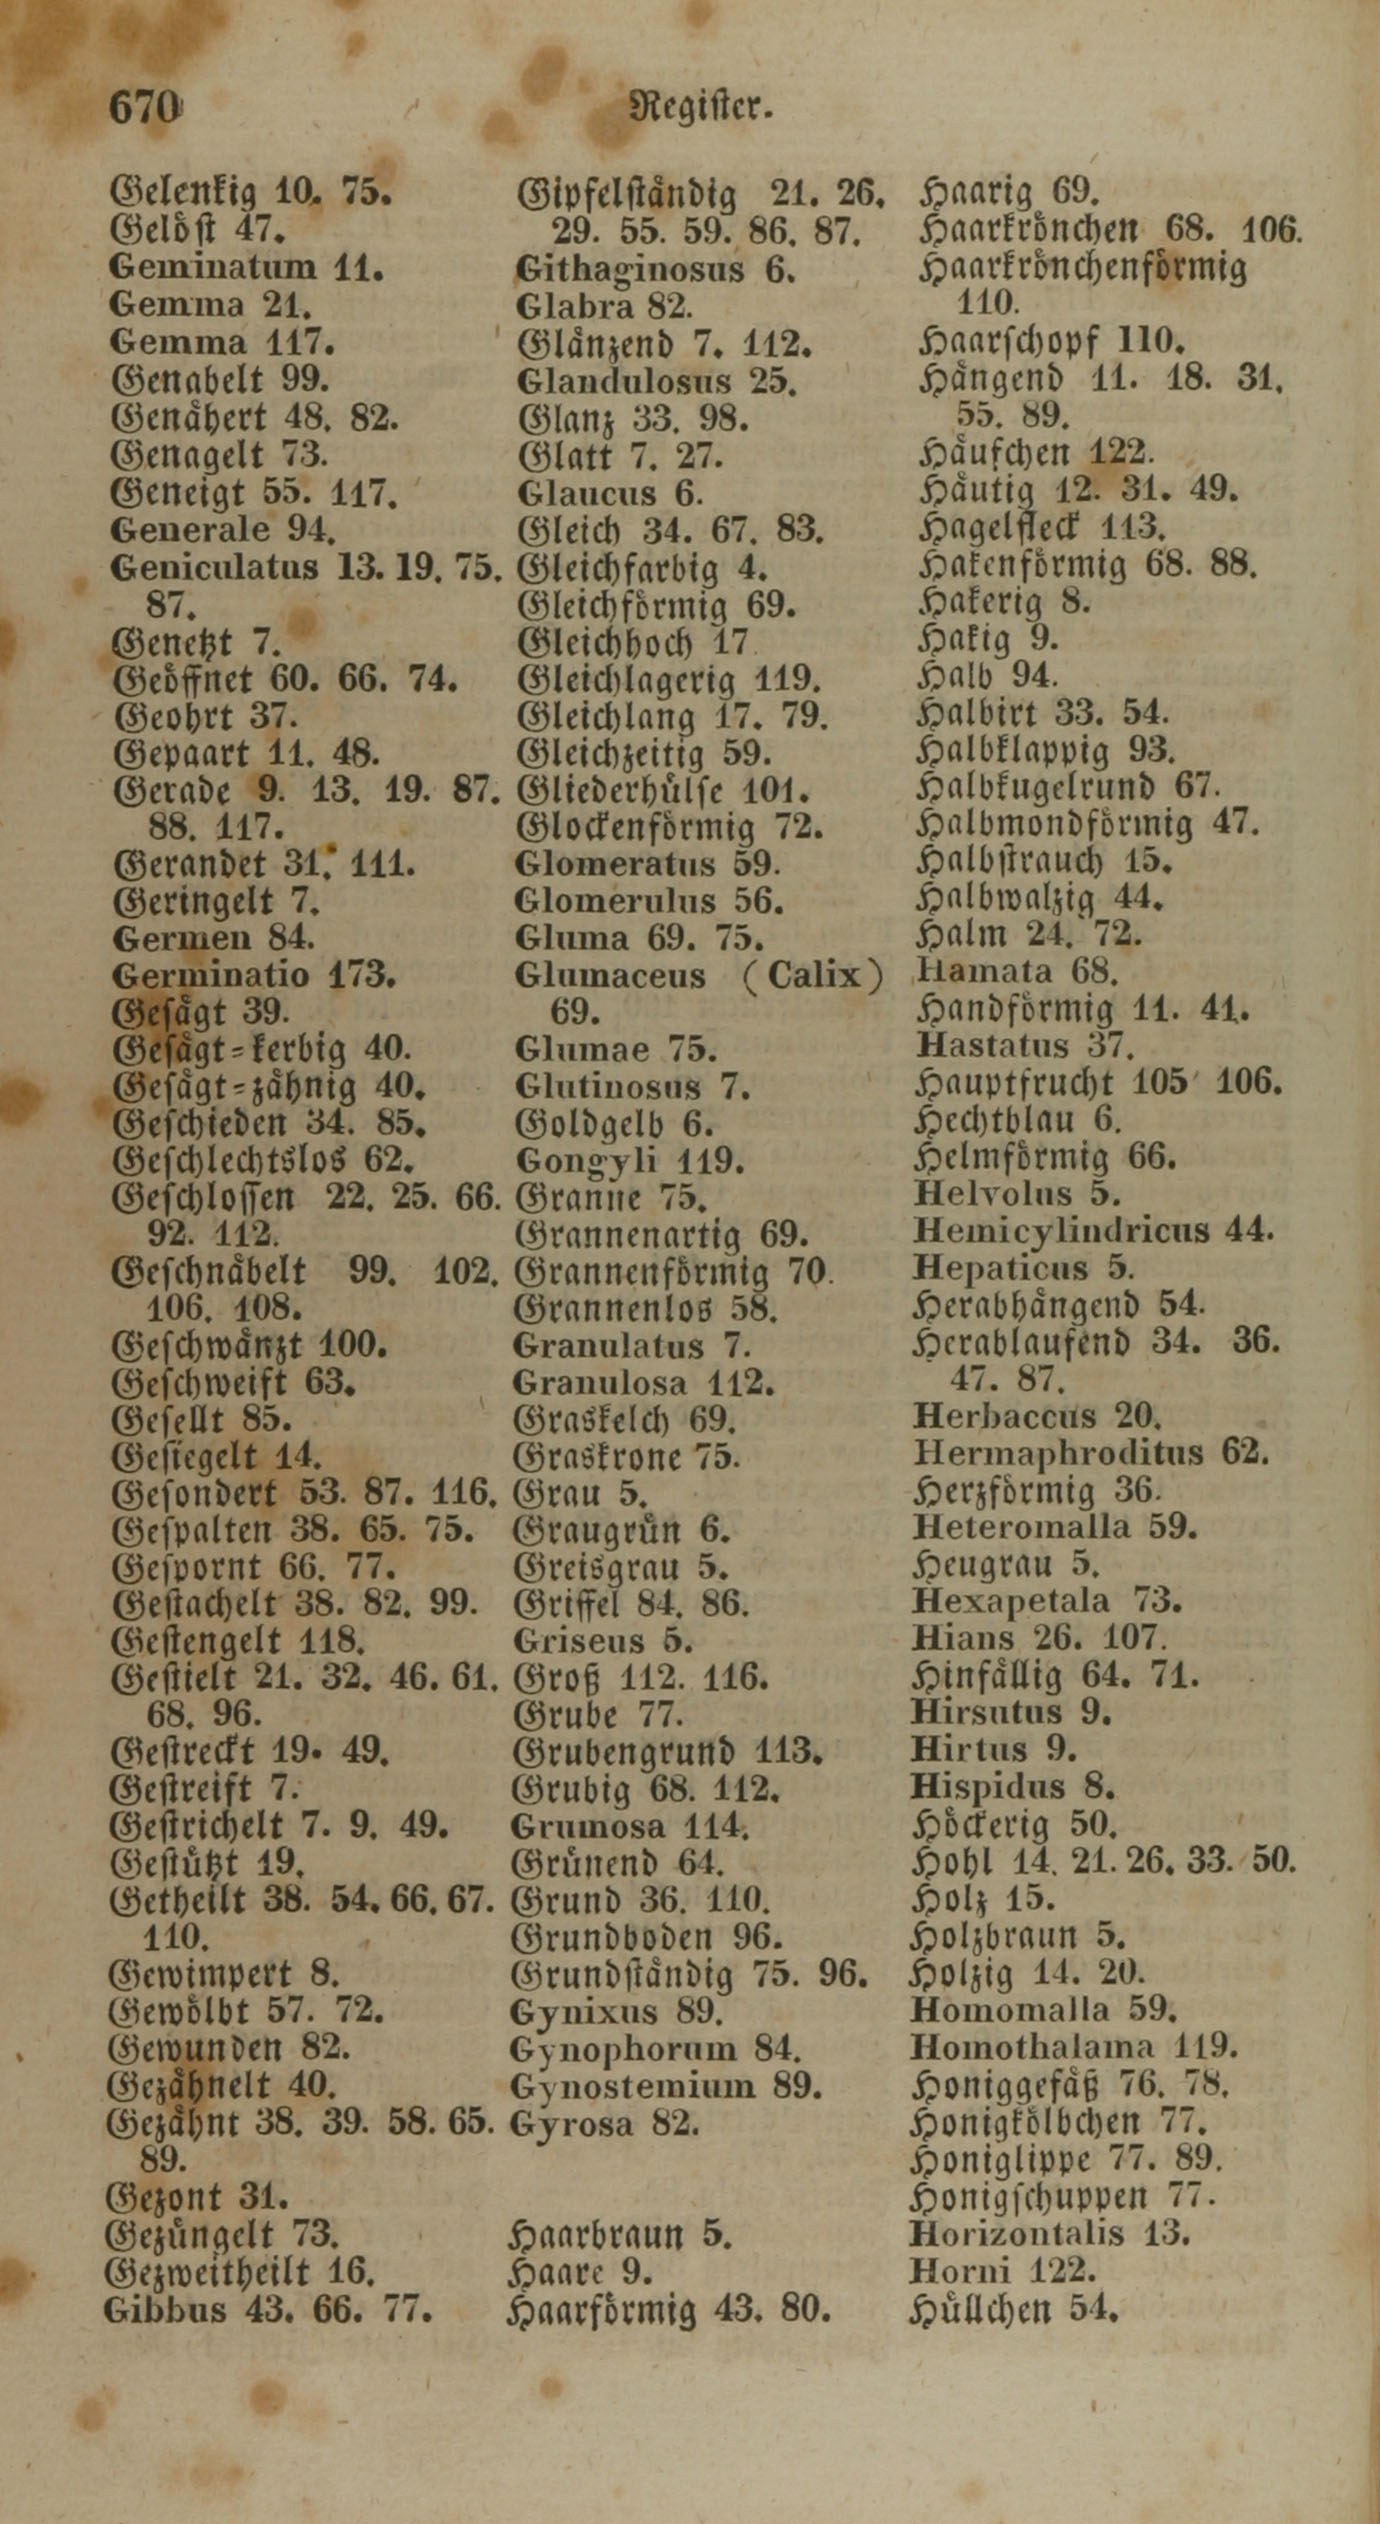 670
Register.
Gelenkig 10. 75.
Gelöst 47.
Geminatum 11.
Gemma 21.
Gemma 117.
Genabelt 99.
Genähert 48. 82.
Genagelt 73.
Geneigt 55. 117.
Generale 94.
Geniculatus 13. 19. 75.
87.
Genetzt 7.
Geöffnet 60. 66. 74.
Geohrt 37.
Gepaart 11. 48.
Gerade 9. 13. 19. 87.
88. 117.
Gerandet 31. 111.
Geringelt 7.
Germen 84.
Germinatio 173.
Gesägt 39.
Gesägt-kerbig 40.
Gesägt-zähnig 40.
Geschieden 34. 85.
Geschlechtslos 62.
Geschlossen 22. 25. 66.
92. 112.
Geschnäbelt 99. 102.
106. 108.
Geschwänzt 100.
Geschweift 63.
Gesellt 85.
Gesiegelt 14.
Gesondert 53. 87. 116.
Gespalten 38. 65. 75.
Gespornt 66. 77.
Gestachelt 38. 82. 99.
Gestengelt 118.
Gestielt 21. 32. 46. 61.
68. 96.
Gestreckt 19. 49.
Gestreift 7.
Gestrichelt 7. 9. 49.
Gestützt 19.
Getheilt 38. 54. 66. 67.
110.
Gewimpert 8.
Gewölbt 57. 72.
Gewunden 82.
Gezähnelt 40.
Gezähnt 38. 39. 58. 65.
89.
Gezont 31.
Gezüngelt 73.
Gezweitheilt 16.
Gibbus 43. 66. 77.
Gipfelständig 21. 26.
29. 55. 59. 86. 87.
Githaginosus 6.
Glabra 82.
Glänzend 7. 112.
Glandulosus 25.
Glanz 33. 98.
Glatt 7. 27.
Glaucus 6.
Gleich 34. 67. 83.
Gleichfarbig 4.
Gleichförmig 69.
Gleichhoch 17
Gleichlagerig 119.
Gleichlang 17. 79.
Gleichzeitig 59.
Gliederhülse 101.
Glockenförmig 72.
Glomeratus 59.
Glomerulus 56.
Gluma 69. 75.
Glumaceus (Calix)
69.
Glumae 75.
Glutinosus 7.
Goldgelb 6.
Gongyli 119.
Granne 75.
Grannenartig 69.
Grannenförmig 70.
Grannenlos 58.
Granulatus 7.
Granulosa 112.
Graskelch 69.
Graskrone 75.
Grau 5.
Graugrün 6.
Greisgrau 5.
Griffel 84. 86.
Griseus 5.
Groß 112. 116.
Grube 77.
Grubengrund 113.
Grubig 68. 112.
Grumosa 114.
Grünend 64.
Grund 36. 110.
Grundboden 96.
Grundständig 75. 96.
Gynixus 89.
Gynophorum 84.
Gynostemium 89.
Gyrosa 82.
Haarbraun 5.
Haare 9.
Haarförmig 43. 80.
Haarig 69.
Haarkrönchen 68. 106.
Haarkrönchenförmig
110.
Haarschopf 110.
Hängend 11. 18. 31.
55. 89.
Häufchen 122.
Häutig 12. 31. 49.
Hagelfleck 113.
Hakenförmig 68. 88.
Hakerig 8.
Hakig 9.
Halb 94.
Halbirt 33. 54.
Halbklappig 93.
Halbkugelrund 67.
Halbmondförmig 47.
Halbstrauch 15.
Halbwalzig 44.
Halm 24. 72.
Hamata 68.
Handförmig 11. 41.
Hastatus 37.
Hauptfrucht 105 106.
Hechtblau 6.
Helmförmig 66.
Helvolus 5.
Hemicylindricus 44.
Hepaticus 5.
Herabhängend 54.
Herablaufend 34. 36.
47. 87.
Herbaceus 20.
Hermaphroditus 62.
Herzförmig 36.
Heteromalla 59.
Heugrau 5.
Hexapetala 73.
Hians 26. 107.
Hinfällig 64. 71.
Hirsutus 9.
Hirtus 9.
Hispidus 8.
Höckerig 50.
Hohl 14. 21. 26. 33. 50.
Holz 15.
Holzbraun 5.
Holzig 14. 20.
Homomalla 59.
Homothalama 119.
Honiggefäß 76. 78.
Honigkölbchen 77.
Honiglippe 77. 89.
Honigschuppen 77.
Horizontalis 13.
Horni 122.
Hüllchen 54.